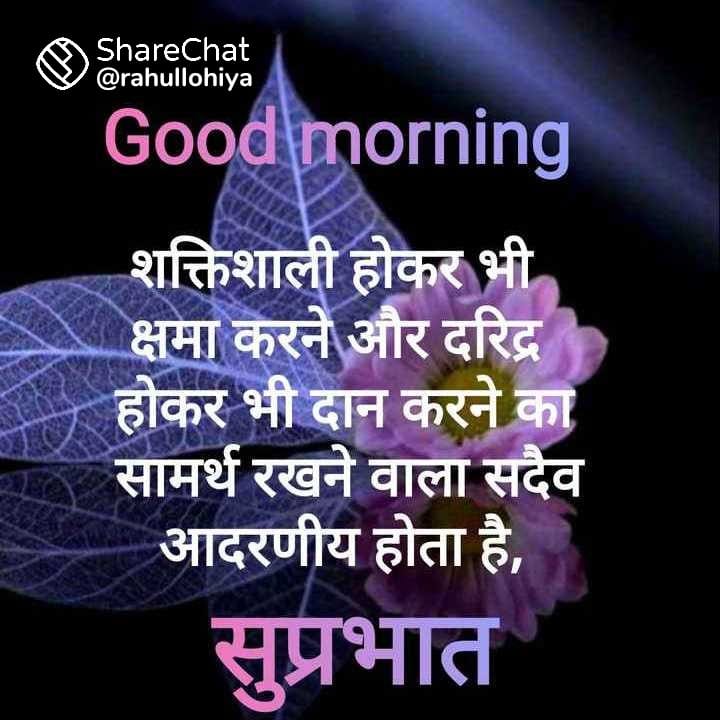 ShareChat
@rahullohiya
Good morning
शक्तिशाली होकर भी
क्षमा करने और दरिद्र
होकर भी दान करने का
सामर्थ रखने वाला सदैव
आदरणीय होता है,
सुप्रभात